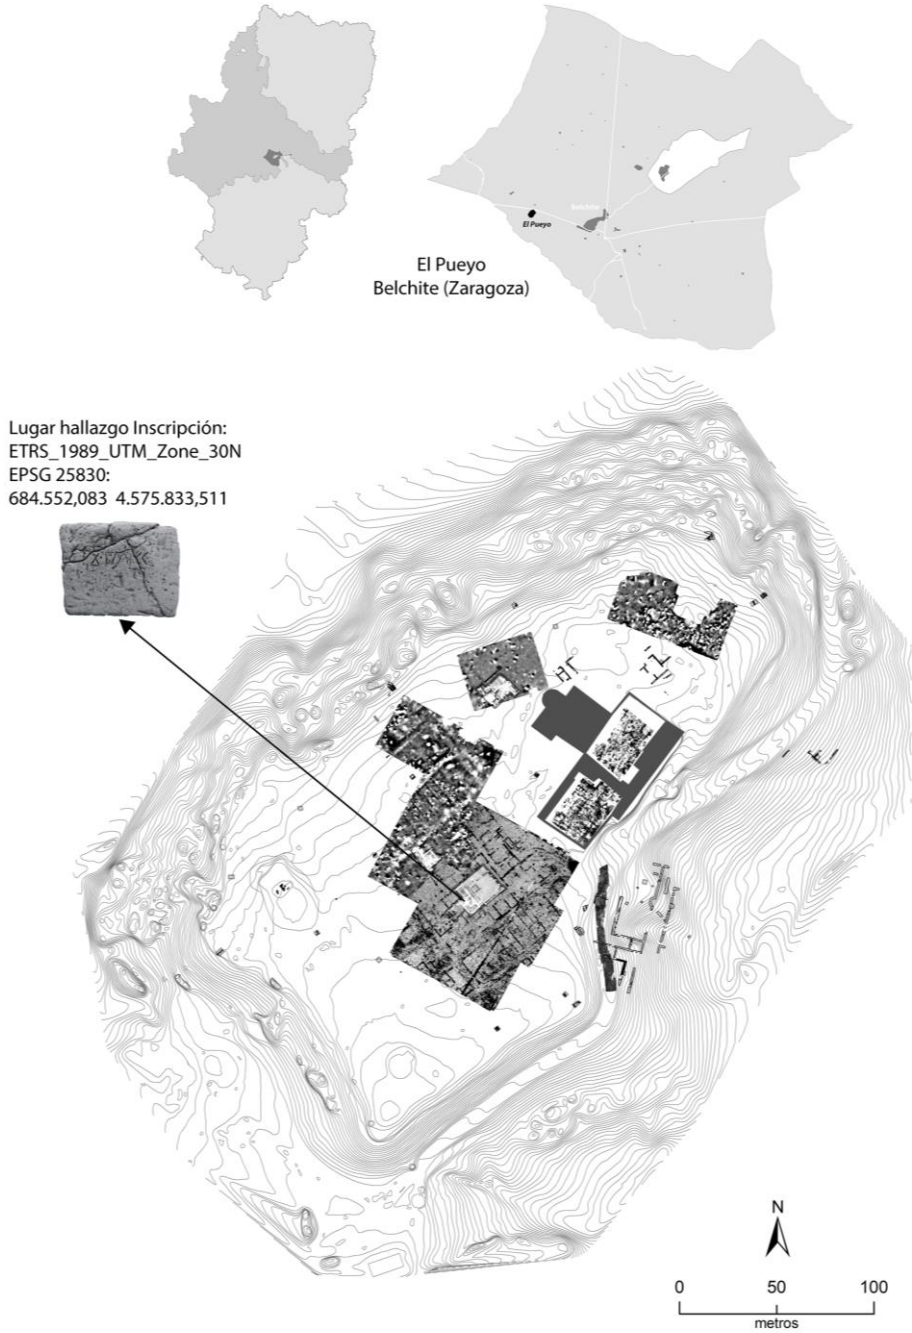 Belchite
El Pueyo
El Pueyo
Belchite (Zaragoza)
Lugar hallazgo Inscripción:
ETRS_1989_UTM_Zone_30N
EPSG 25830:
684.552,083 4.575.833,511
N
0 50 100
metros